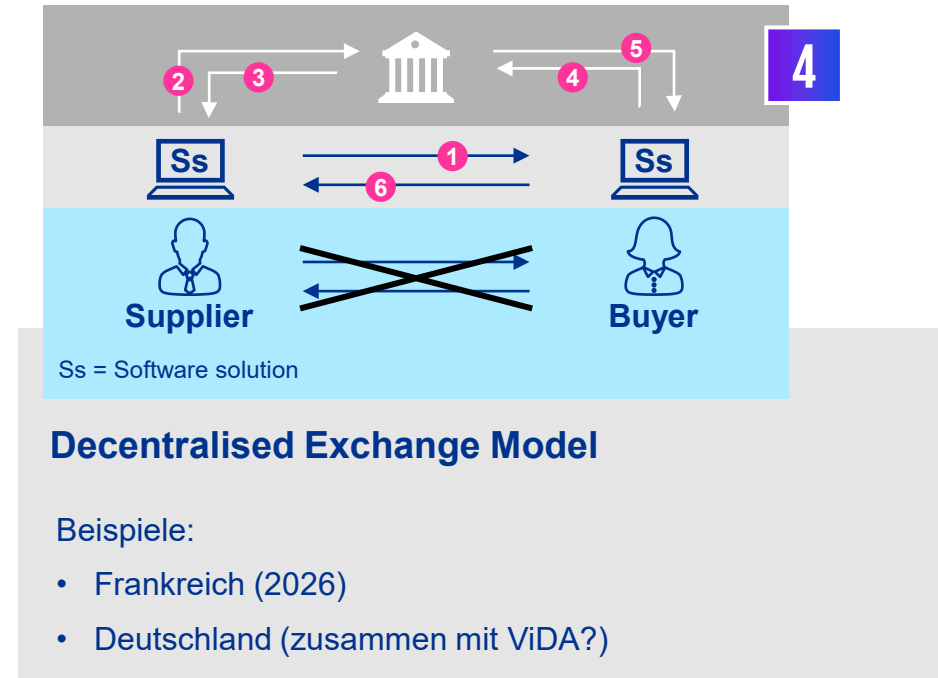 5
4
2
3
4
Ss
1
Ss
6
Supplier
Buyer
Ss = Software solution
Decentralised Exchange Model
Beispiele:
• Frankreich (2026)
• Deutschland (zusammen mit ViDA?)